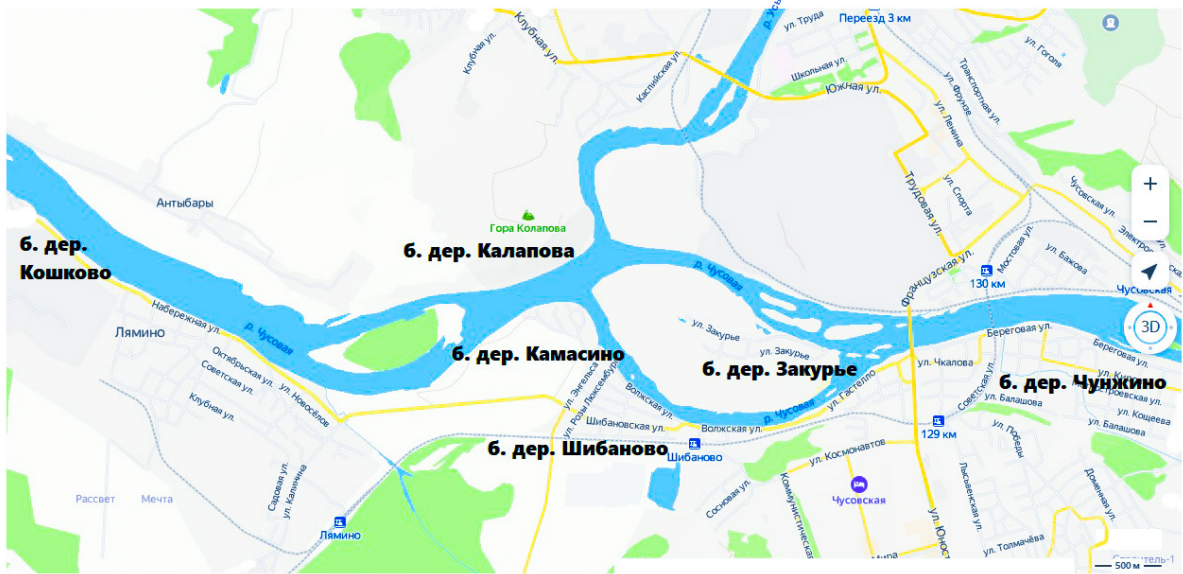 р. Усь
ул. Труда
Переезд 3 км
Клубная ул.
Клубная ул.
ул. Гоголя
Каспийская ул.
Школьная ул.
Южная ул.
Транспортная ул.
ул. Фрунзе
ул. Ленина
Трудовая ул.
ул. Спорта
Чусовская ул.
Электро
Антыбары
Гора Колапова
б. дер. Калапова
б. дер.
Кошково
р. Чусовая
Французская ул.
Мостовая ул.
ул. Бажова
130 км
Чусовская
3D
Набережная ул.
Лямино
р. Чусовая
Октябрьская ул.
Советская ул.
ул. Новосёлов
Клубная ул.
б. дер. Камасино
ул. Закурье
ул. Закурье
б. дер. Закурье
Береговая ул.
Береговая ул.
ул. Чкалова
б. дер. Чунжино
ул. Энгельса
ул. Розы Люксембург
Волжская ул.
р. Чусовая
ул. Гастелло
Советская ул.
ул. Балашова
ул. Кощеева
ул. Балашова
Шибановская ул.
Волжская ул.
129 км
ул. Победы
б. дер. Шибаново
Шибаново
ул. Космонавтов
Садовая ул.
ул. Калинина
Рассвет
Мечта
Лямино
Сосновая ул.
Коммунистическая
Чусовская
Лысьвенская ул.
Доменная ул.
ул. Юност
ул. Толмачёва
Мира
500 м